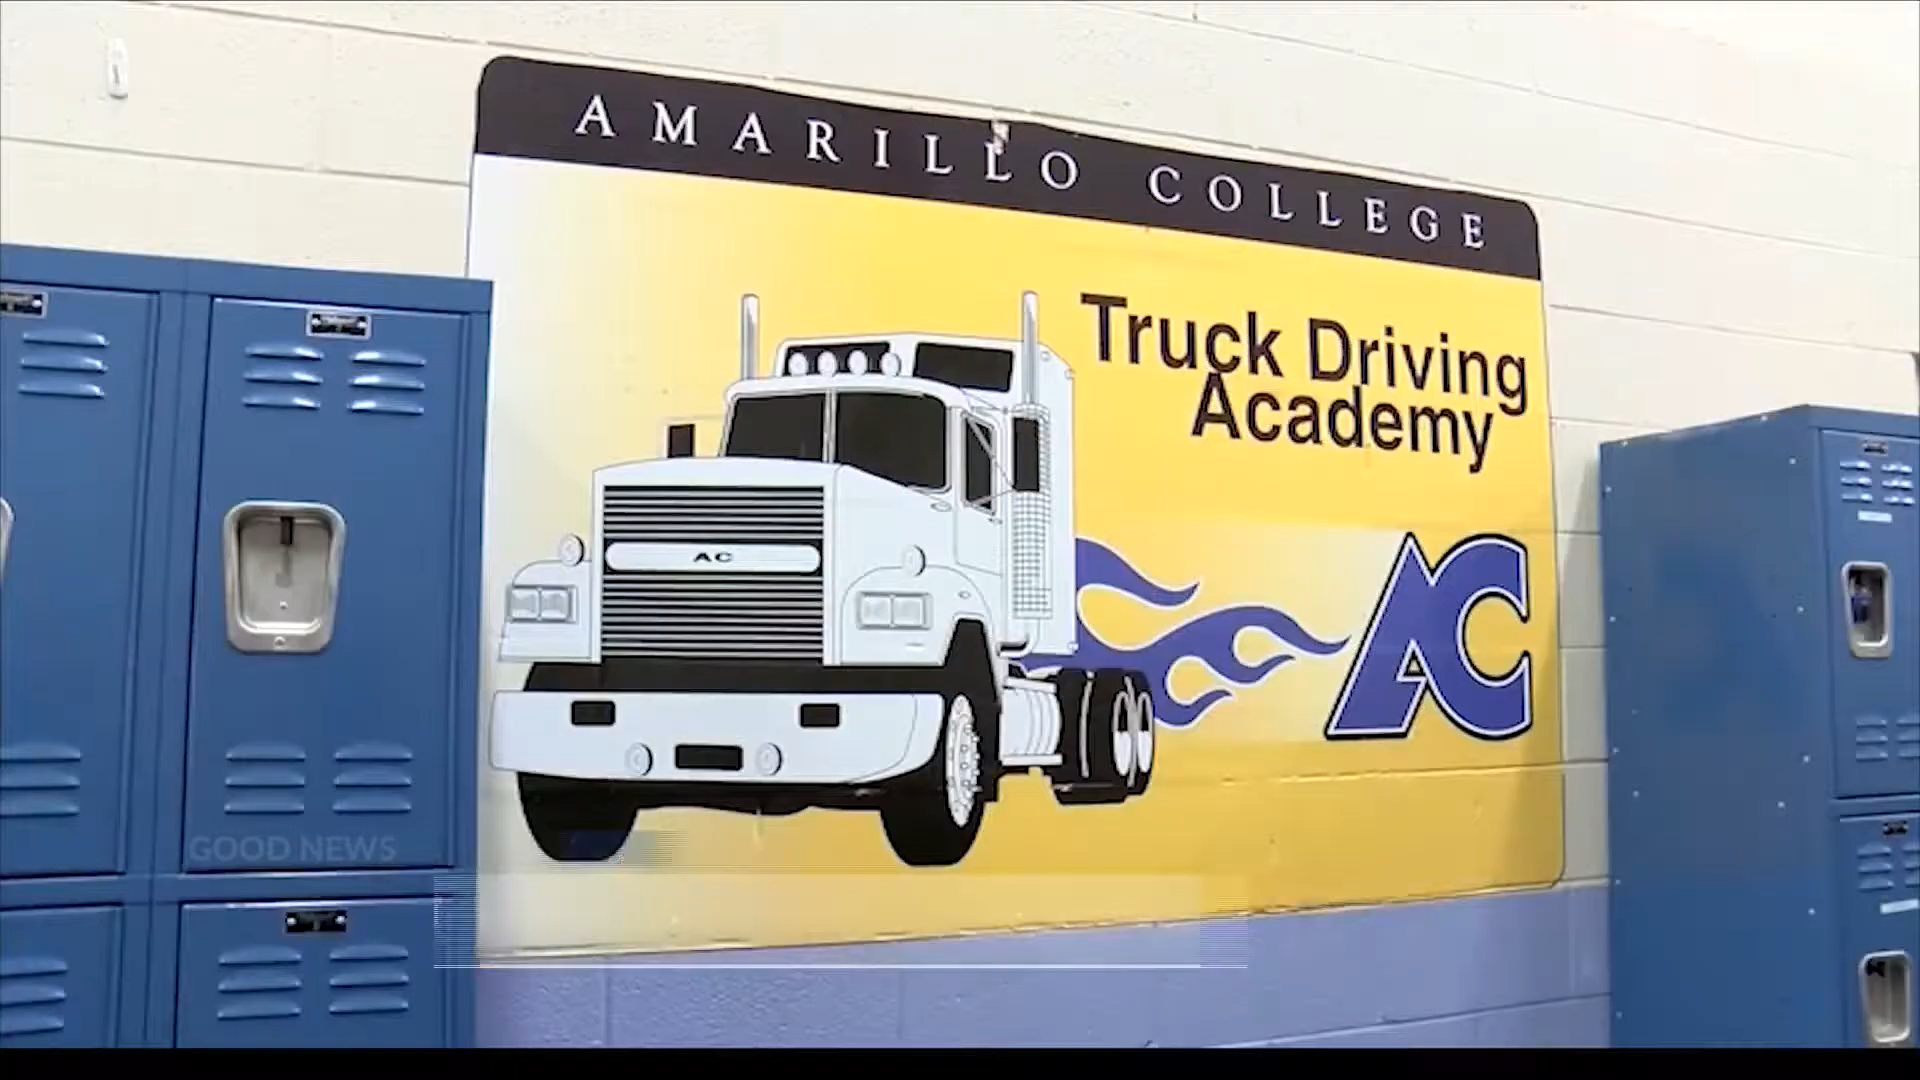 AMARILLO COLLEGE
Truck Driving
Academy
AC
AC
GOOD NEWS